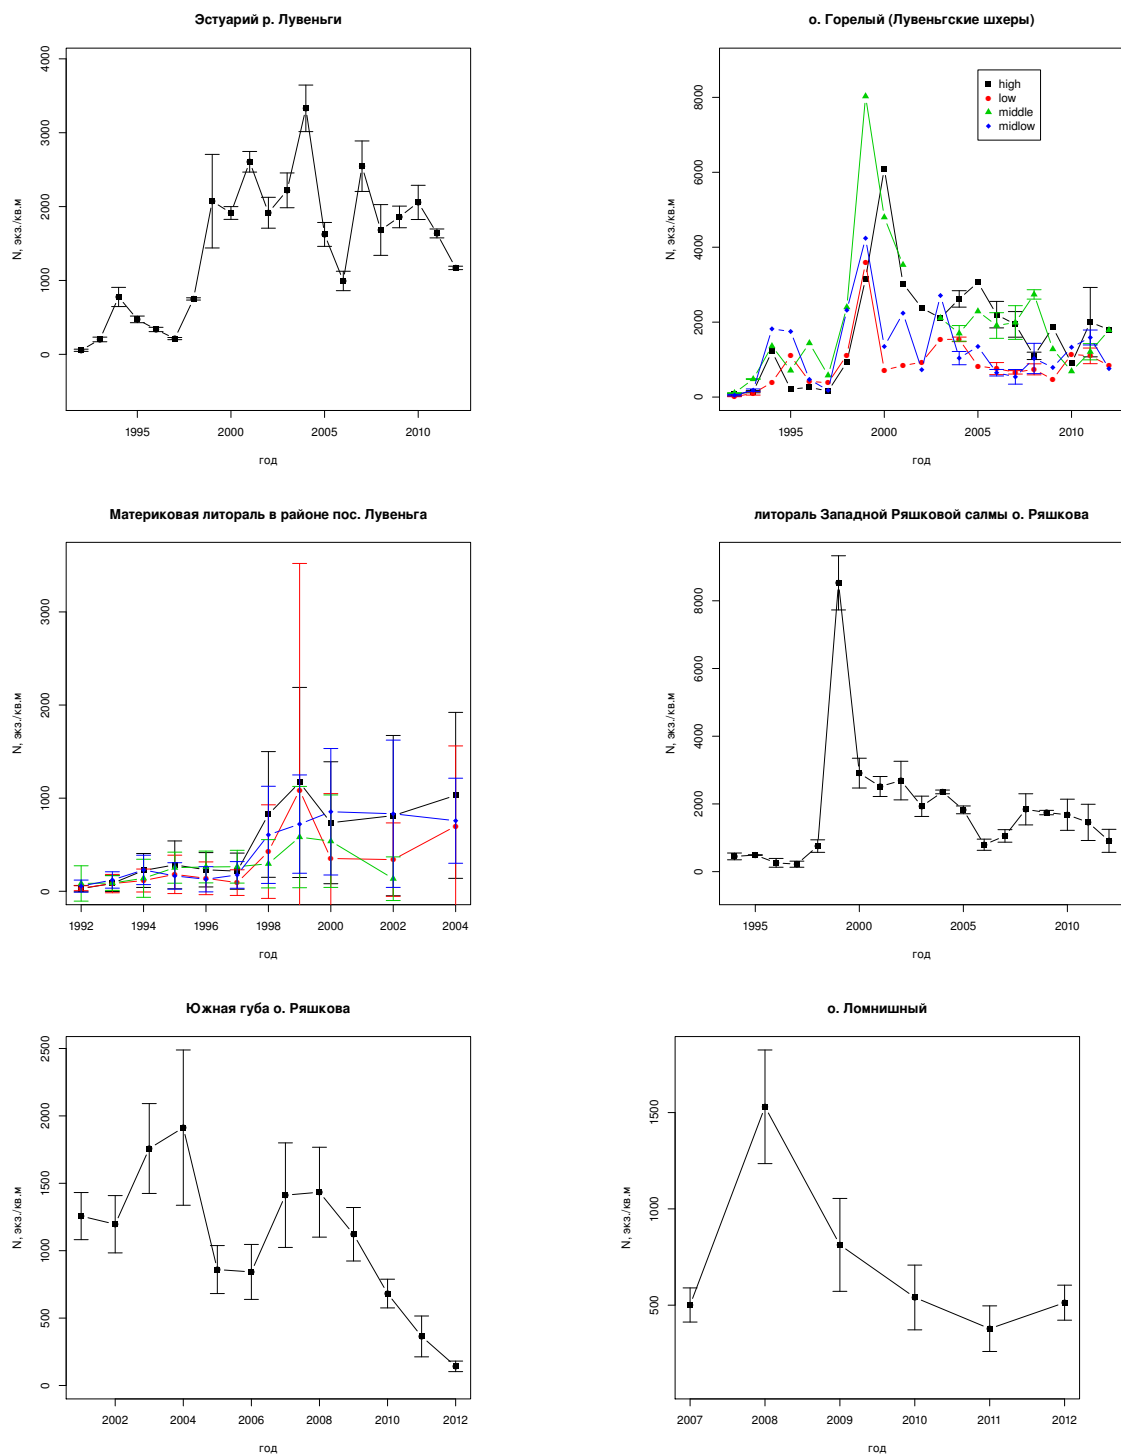 Эстуарий р. Лувеньги
N, экз./кв.м
0
1000
2000
3000
4000
1995
2000
2005
2010
год
о. Горелый (Лувеньгские шхеры)
N, экз./кв.м
0
2000
4000
6000
8000
high
low
middle
midlow
1995
2000
2005
2010
год
Материковая литораль в районе пос. Лувеньга
N, экз./кв.м
0
1000
2000
3000
1992
1994
1996
1998
2000
2002
2004
год
литораль Западной Ряшковой салмы о. Ряшкова
N, экз./кв.м
0
2000
4000
6000
8000
1995
2000
2005
2010
год
Южная губа о. Ряшкова
N, экз./кв.м
0
500
1000
1500
2000
2500
2002
2004
2006
2008
2010
2012
год
о. Ломнишный
N, экз./кв.м
500
1000
1500
2007
2008
2009
2010
2011
2012
год